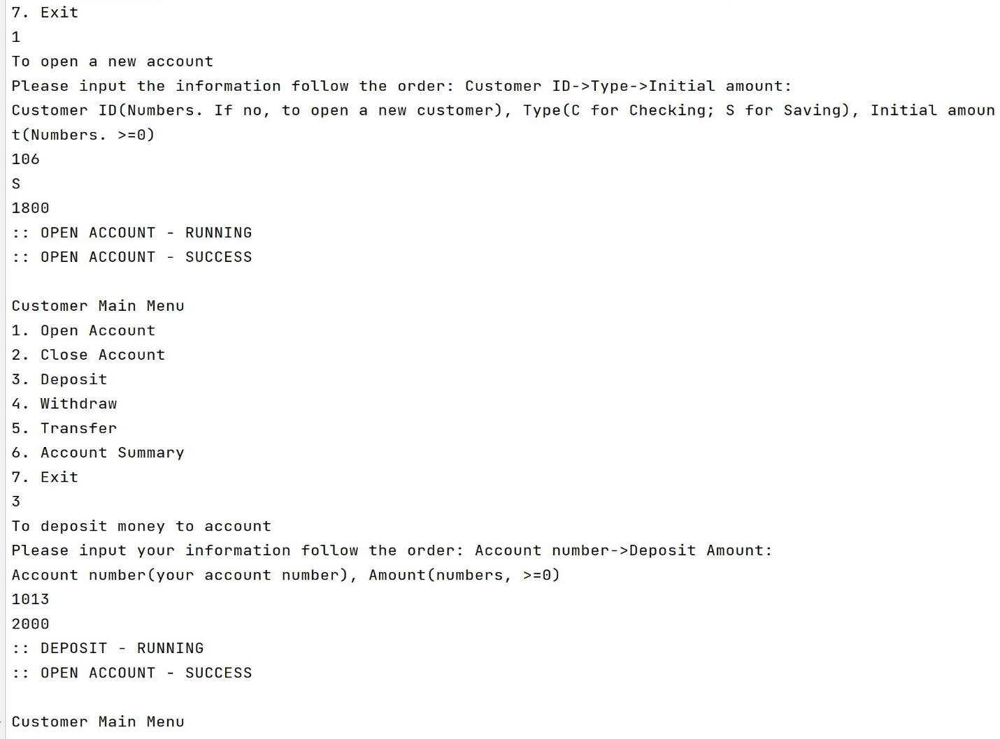 7. Exit
1
To open a new account
Please input the information follow the order: Customer ID->Type->Initial amount:
Customer ID(Numbers. If no, to open a new customer), Type(C for Checking; S for Saving), Initial amoun
t(Numbers. >=0)
106
S
1800
:: OPEN ACCOUNT - RUNNING
:: OPEN ACCOUNT - SUCCESS

Customer Main Menu
1. Open Account
2. Close Account
3. Deposit
4. Withdraw
5. Transfer
6. Account Summary
7. Exit
3
To deposit money to account
Please input your information follow the order: Account number->Deposit Amount:
Account number(your account number), Amount(numbers, >=0)
1013
2000
:: DEPOSIT - RUNNING
:: OPEN ACCOUNT - SUCCESS

Customer Main Menu